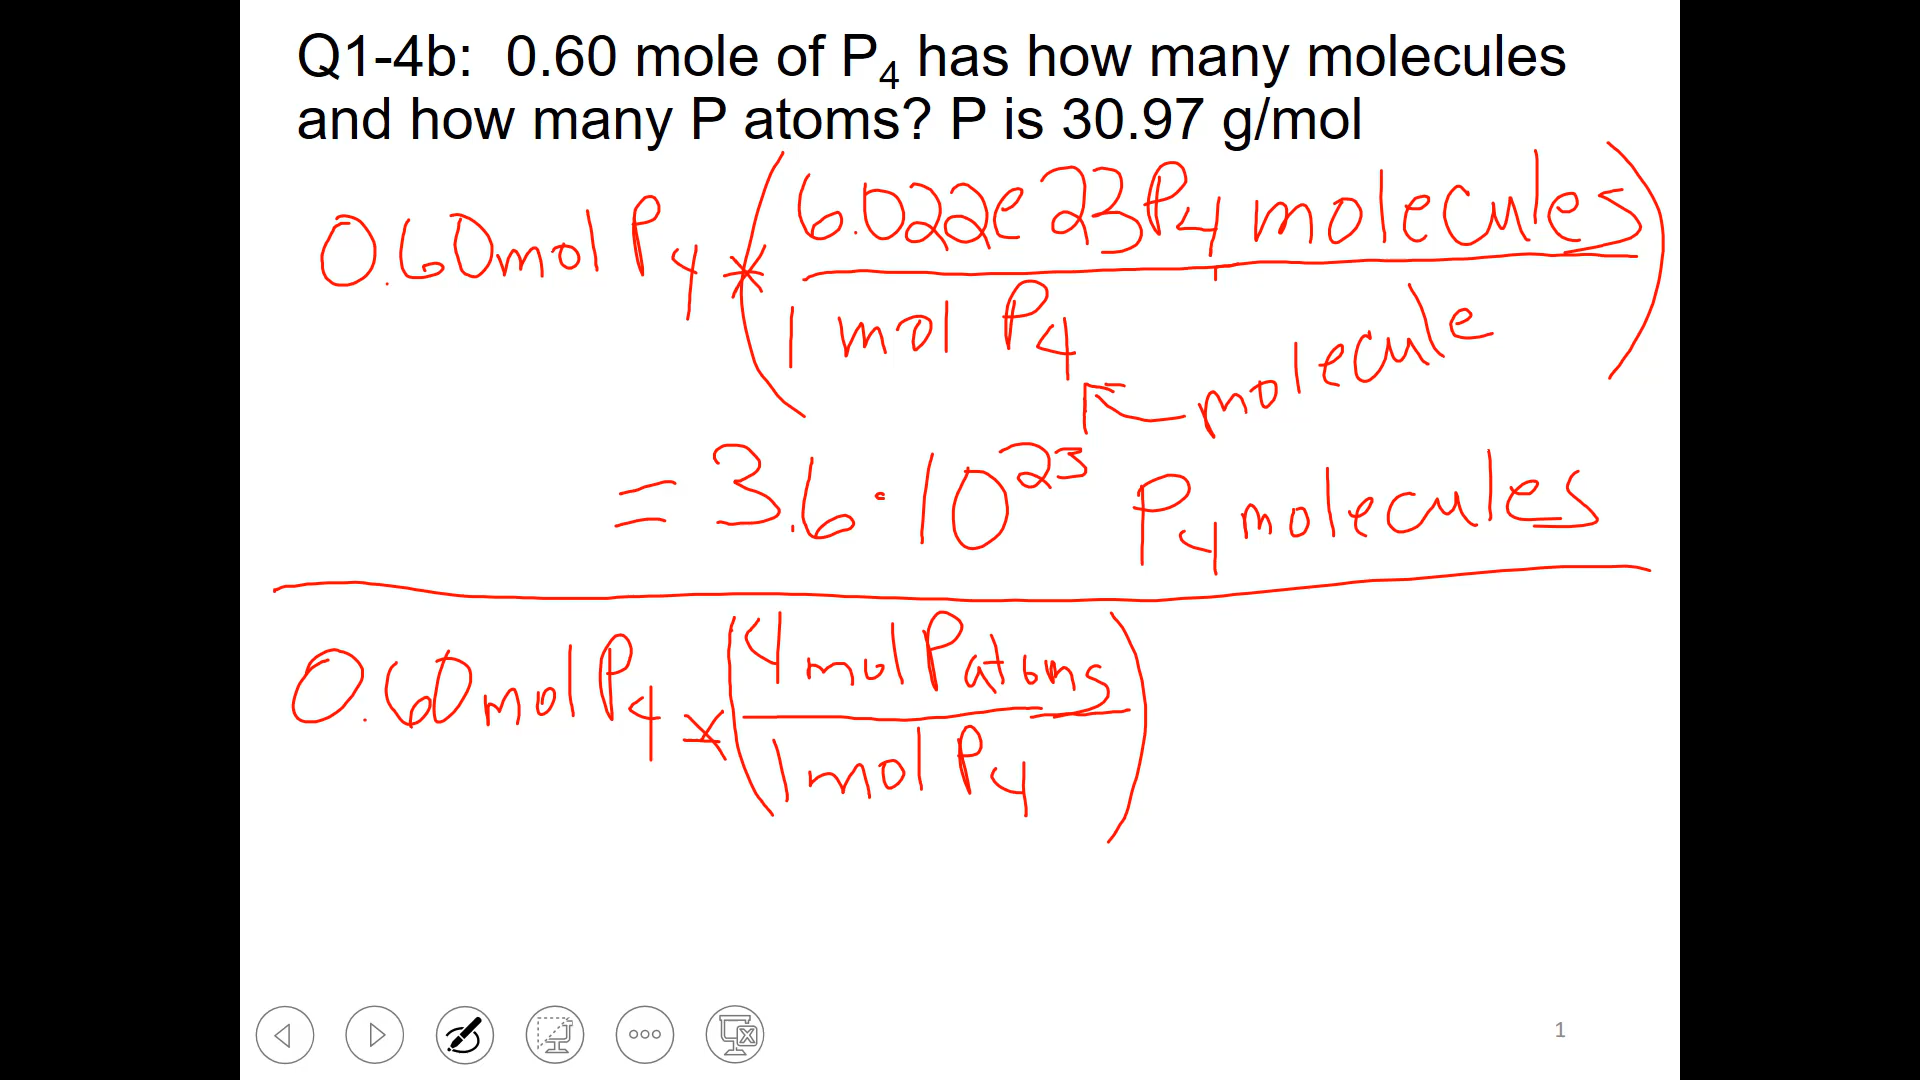 Q1-4b: 0.60 mole of P4 has how many molecules
and how many P atoms? P is 30.97 g/mol
0.60mol P4 * (6.022e23 P4 molecules
1 mol P4)
molecule
= 3.6·10^23 P4 molecules
0.60mol P4 * (4 mol P atoms
1 mol P4)
1